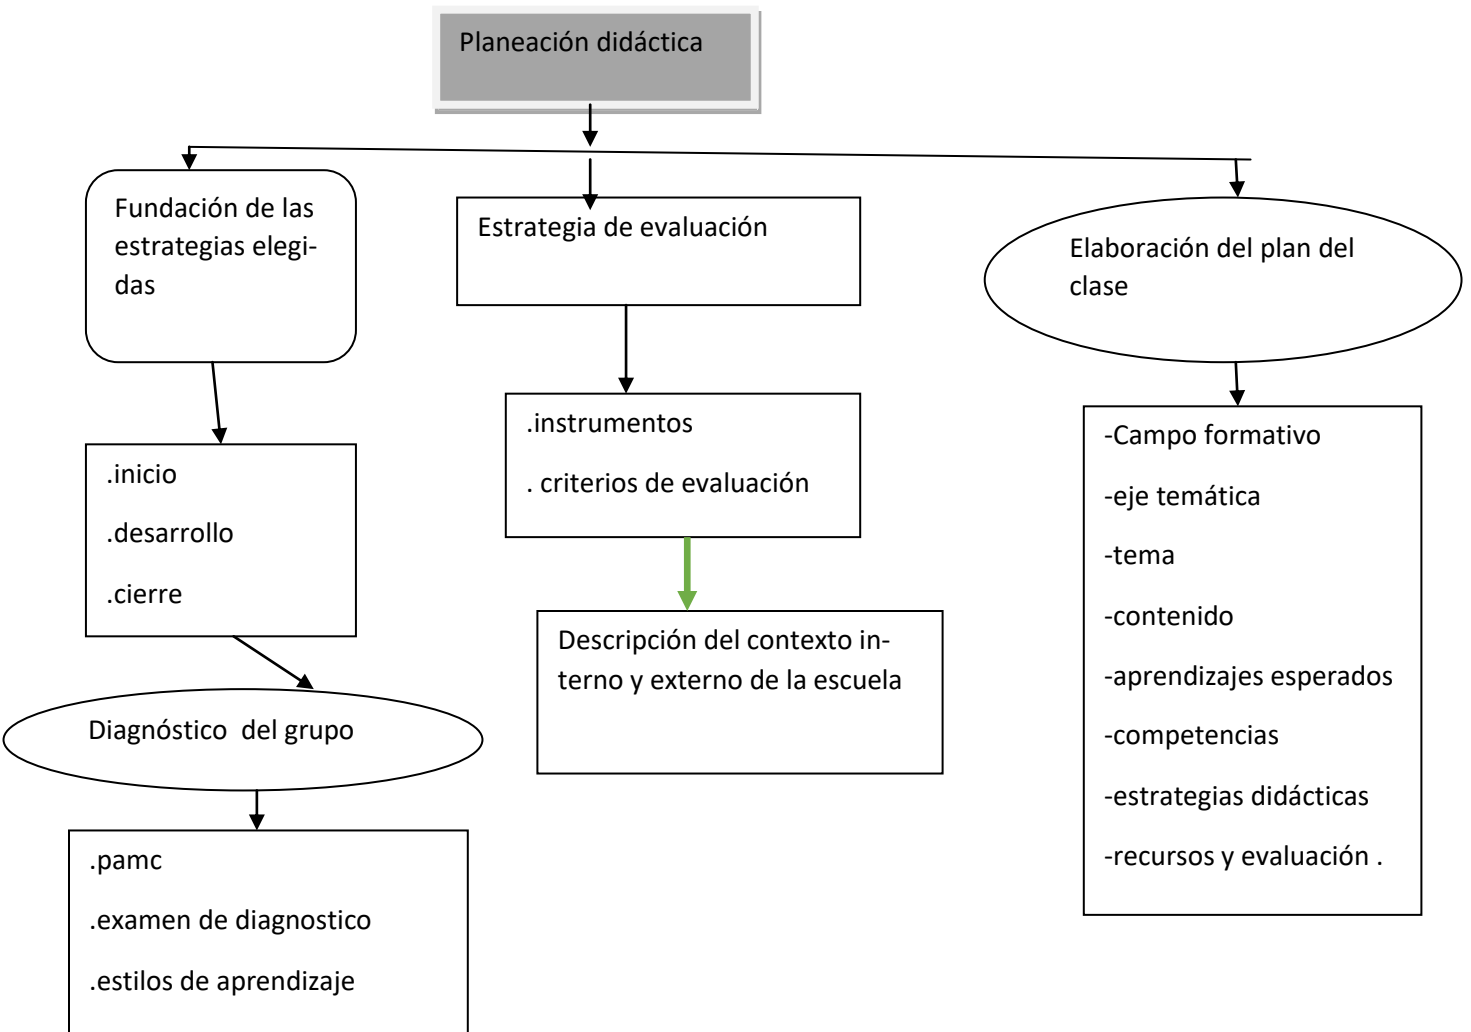 Planeación didáctica
Fundación de las
estrategias elegi-
das
Estrategia de evaluación
Elaboración del plan del
clase
.inicio
.desarrollo
.cierre
.instrumentos
. criterios de evaluación
-Campo formativo
-eje temática
-tema
-contenido
-aprendizajes esperados
-competencias
-estrategias didácticas
-recursos y evaluación .
Descripción del contexto in-
terno y externo de la escuela
Diagnóstico  del grupo
.pamc
.examen de diagnostico
.estilos de aprendizaje